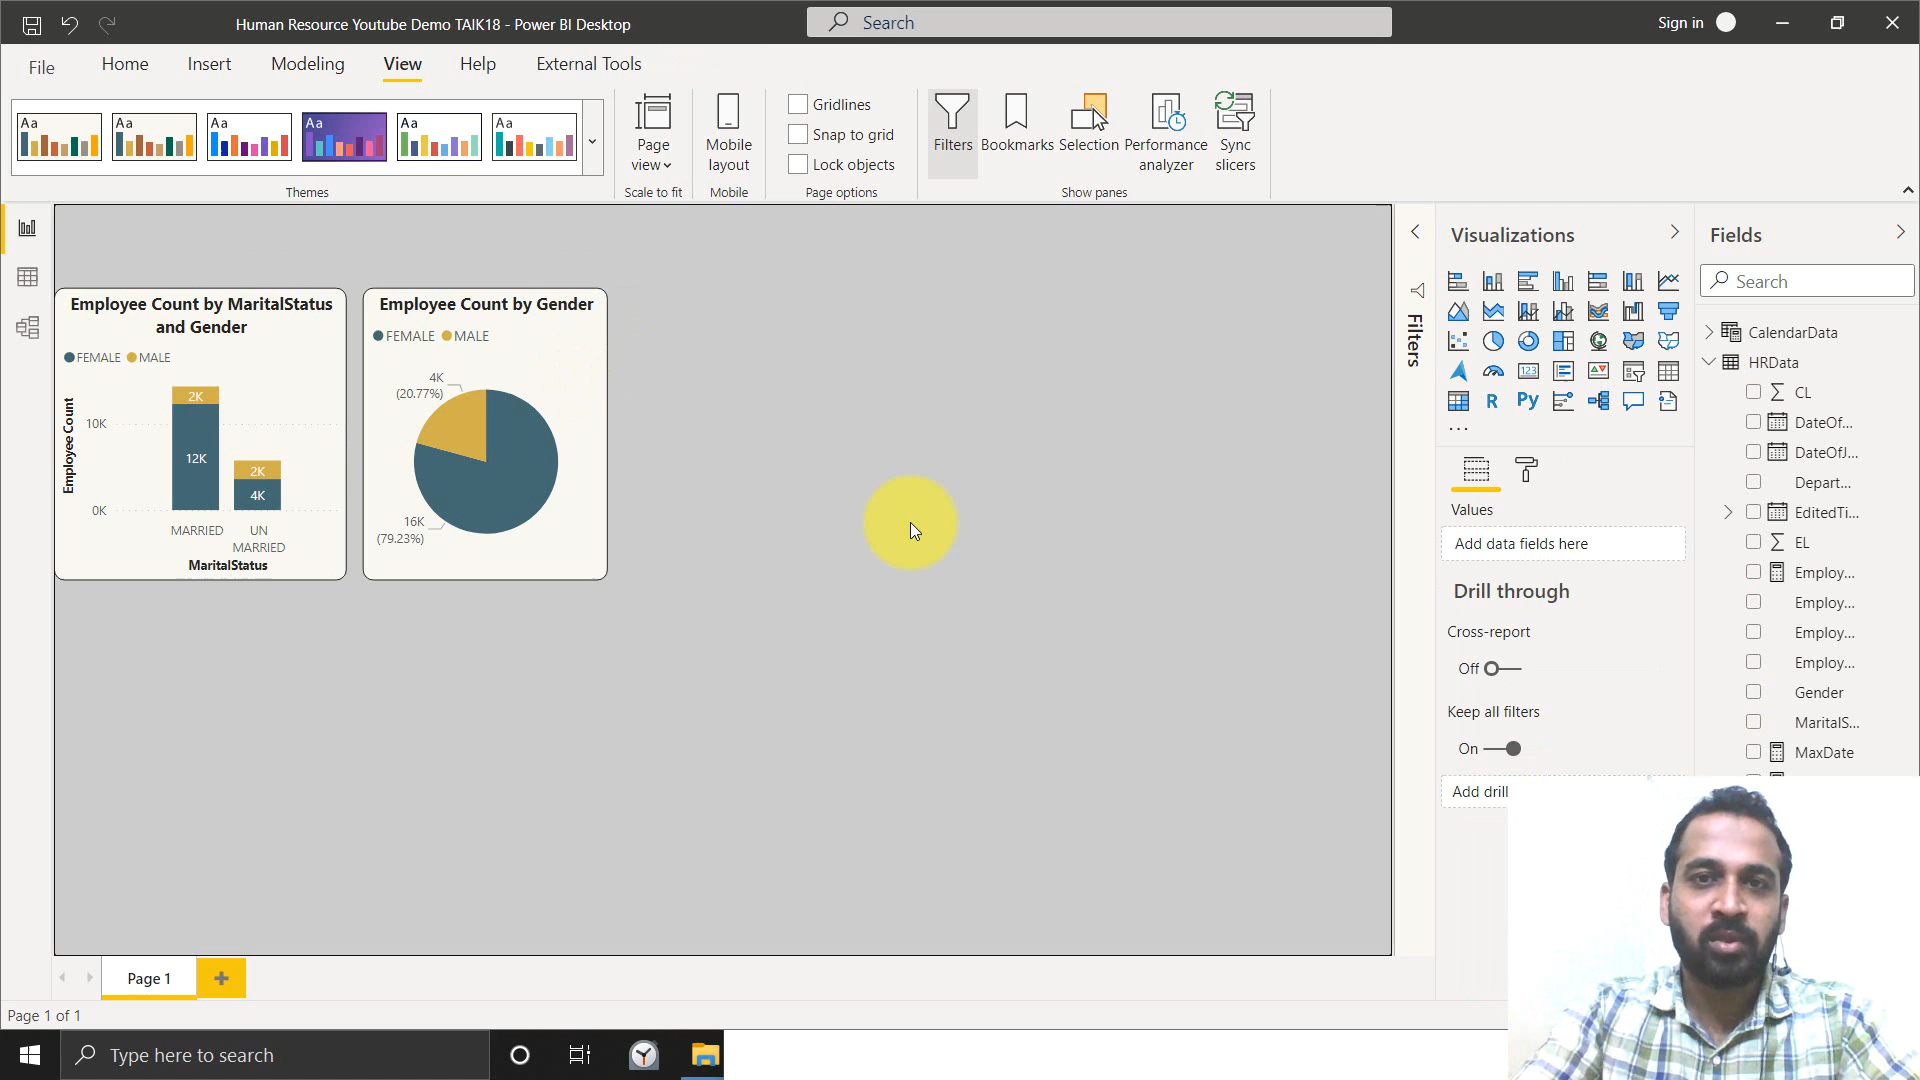 Human Resource Youtube Demo TAIK18 - Power BI Desktop
Search
Sign in
File
Home
Insert
Modeling
View
Help
External Tools
Aa
Aa
Aa
Aa
Aa
Aa
Themes
Page
view
Scale to fit
Mobile
layout
Mobile
Gridlines
Snap to grid
Lock objects
Page options
Filters
Bookmarks
Selection
Performance
analyzer
Sync
slicers
Show panes
Employee Count by MaritalStatus
and Gender
FEMALE MALE
Employee Count
10K
0K
2K
12K
2K
4K
MARRIED
UN
MARRIED
MaritalStatus
Employee Count by Gender
FEMALE MALE
4K
(20.77%)
16K
(79.23%)
Filters
Visualizations
123
R
Py
...
Values
Add data fields here
Drill through
Cross-report
Off
Keep all filters
On
Add drill
Fields
Search
CalendarData
HRData
CL
DateOf...
DateOfJ...
Depart...
EditedTi...
EL
Employ...
Employ...
Employ...
Employ...
Gender
MaritalS...
MaxDate
Page 1
Page 1 of 1
Type here to search